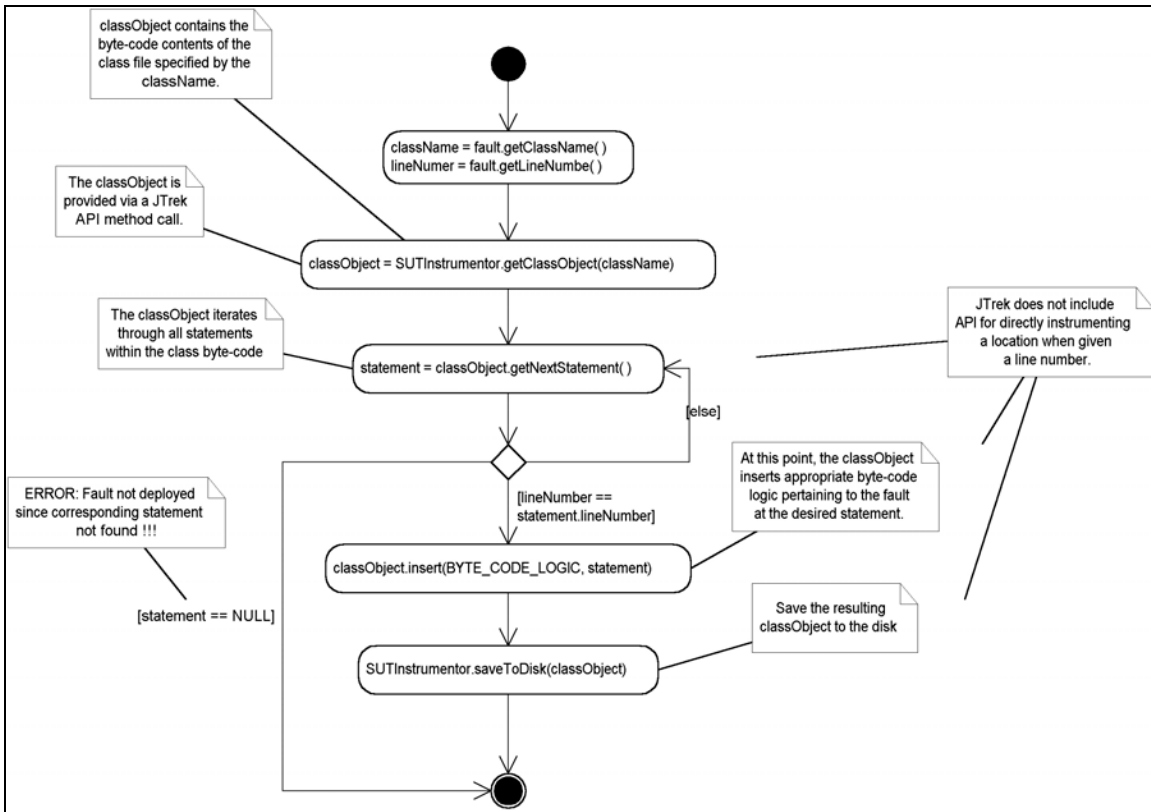 classObject contains the
byte-code contents of the
class file specified by the
className.
className = fault.getClassName( )
lineNumer = fault.getLineNumbe( )
The classObject is
provided via a JTrek
API method call.
classObject = SUTInstrumentor.getClassObject(className)
The classObject iterates
through all statements
within the class byte-code
JTrek does not include
API for directly instrumenting
a location when given
a line number.
statement = classObject.getNextStatement( )
[else]
At this point, the classObject
inserts appropriate byte-code
logic pertaining to the fault
at the desired statement.
ERROR: Fault not deployed
since corresponding statement
not found !!!
[lineNumber ==
statement.lineNumber]
classObject.insert(BYTE_CODE_LOGIC, statement)
[statement == NULL]
Save the resulting
classObject to the disk
SUTInstrumentor.saveToDisk(classObject)